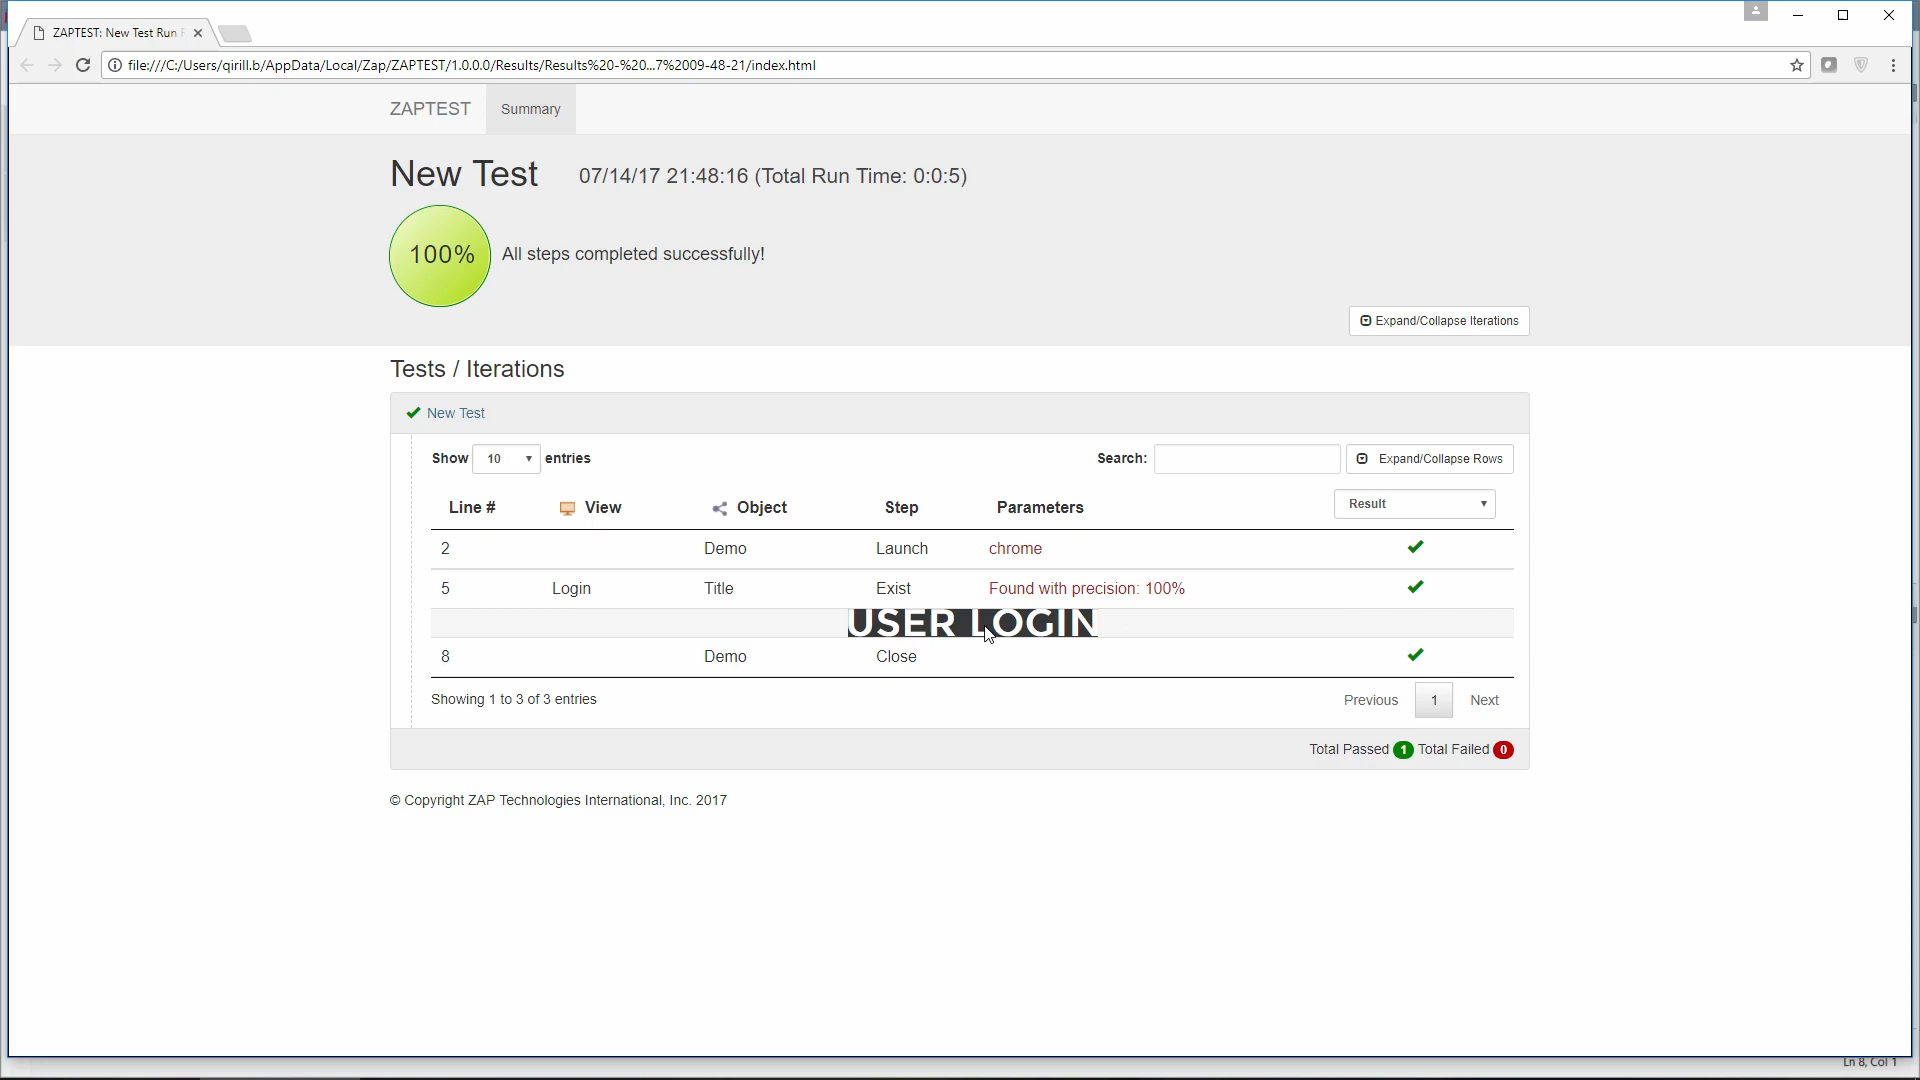 ZAPTEST: New Test Run
file:///C:/Users/qirill.b/AppData/Local/Zap/ZAPTEST/1.0.0.0/Results/Results%20-%20...7%2009-48-21/index.html
ZAPTEST Summary
New Test 07/14/17 21:48:16 (Total Run Time: 0:0:5)
100% All steps completed successfully!
Expand/Collapse Iterations
Tests / Iterations
New Test
Show 10 entries Search: Expand/Collapse Rows
Line # View Object Step Parameters Result
2 Demo Launch chrome
5 Login Title Exist Found with precision: 100%
USER LOGIN
8 Demo Close
Showing 1 to 3 of 3 entries Previous 1 Next
Total Passed 1 Total Failed 0
© Copyright ZAP Technologies International, Inc. 2017
Ln 8, Col 1